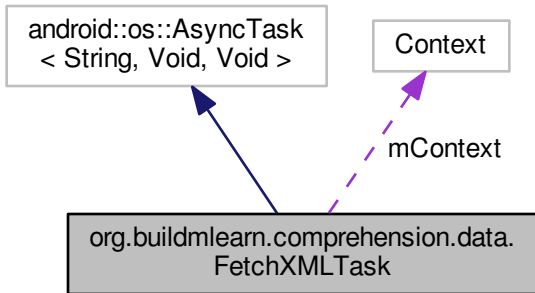 android::os::AsyncTask
< String, Void, Void >
Context
mContext
org.buildmlearn.comprehension.data.
FetchXMLTask